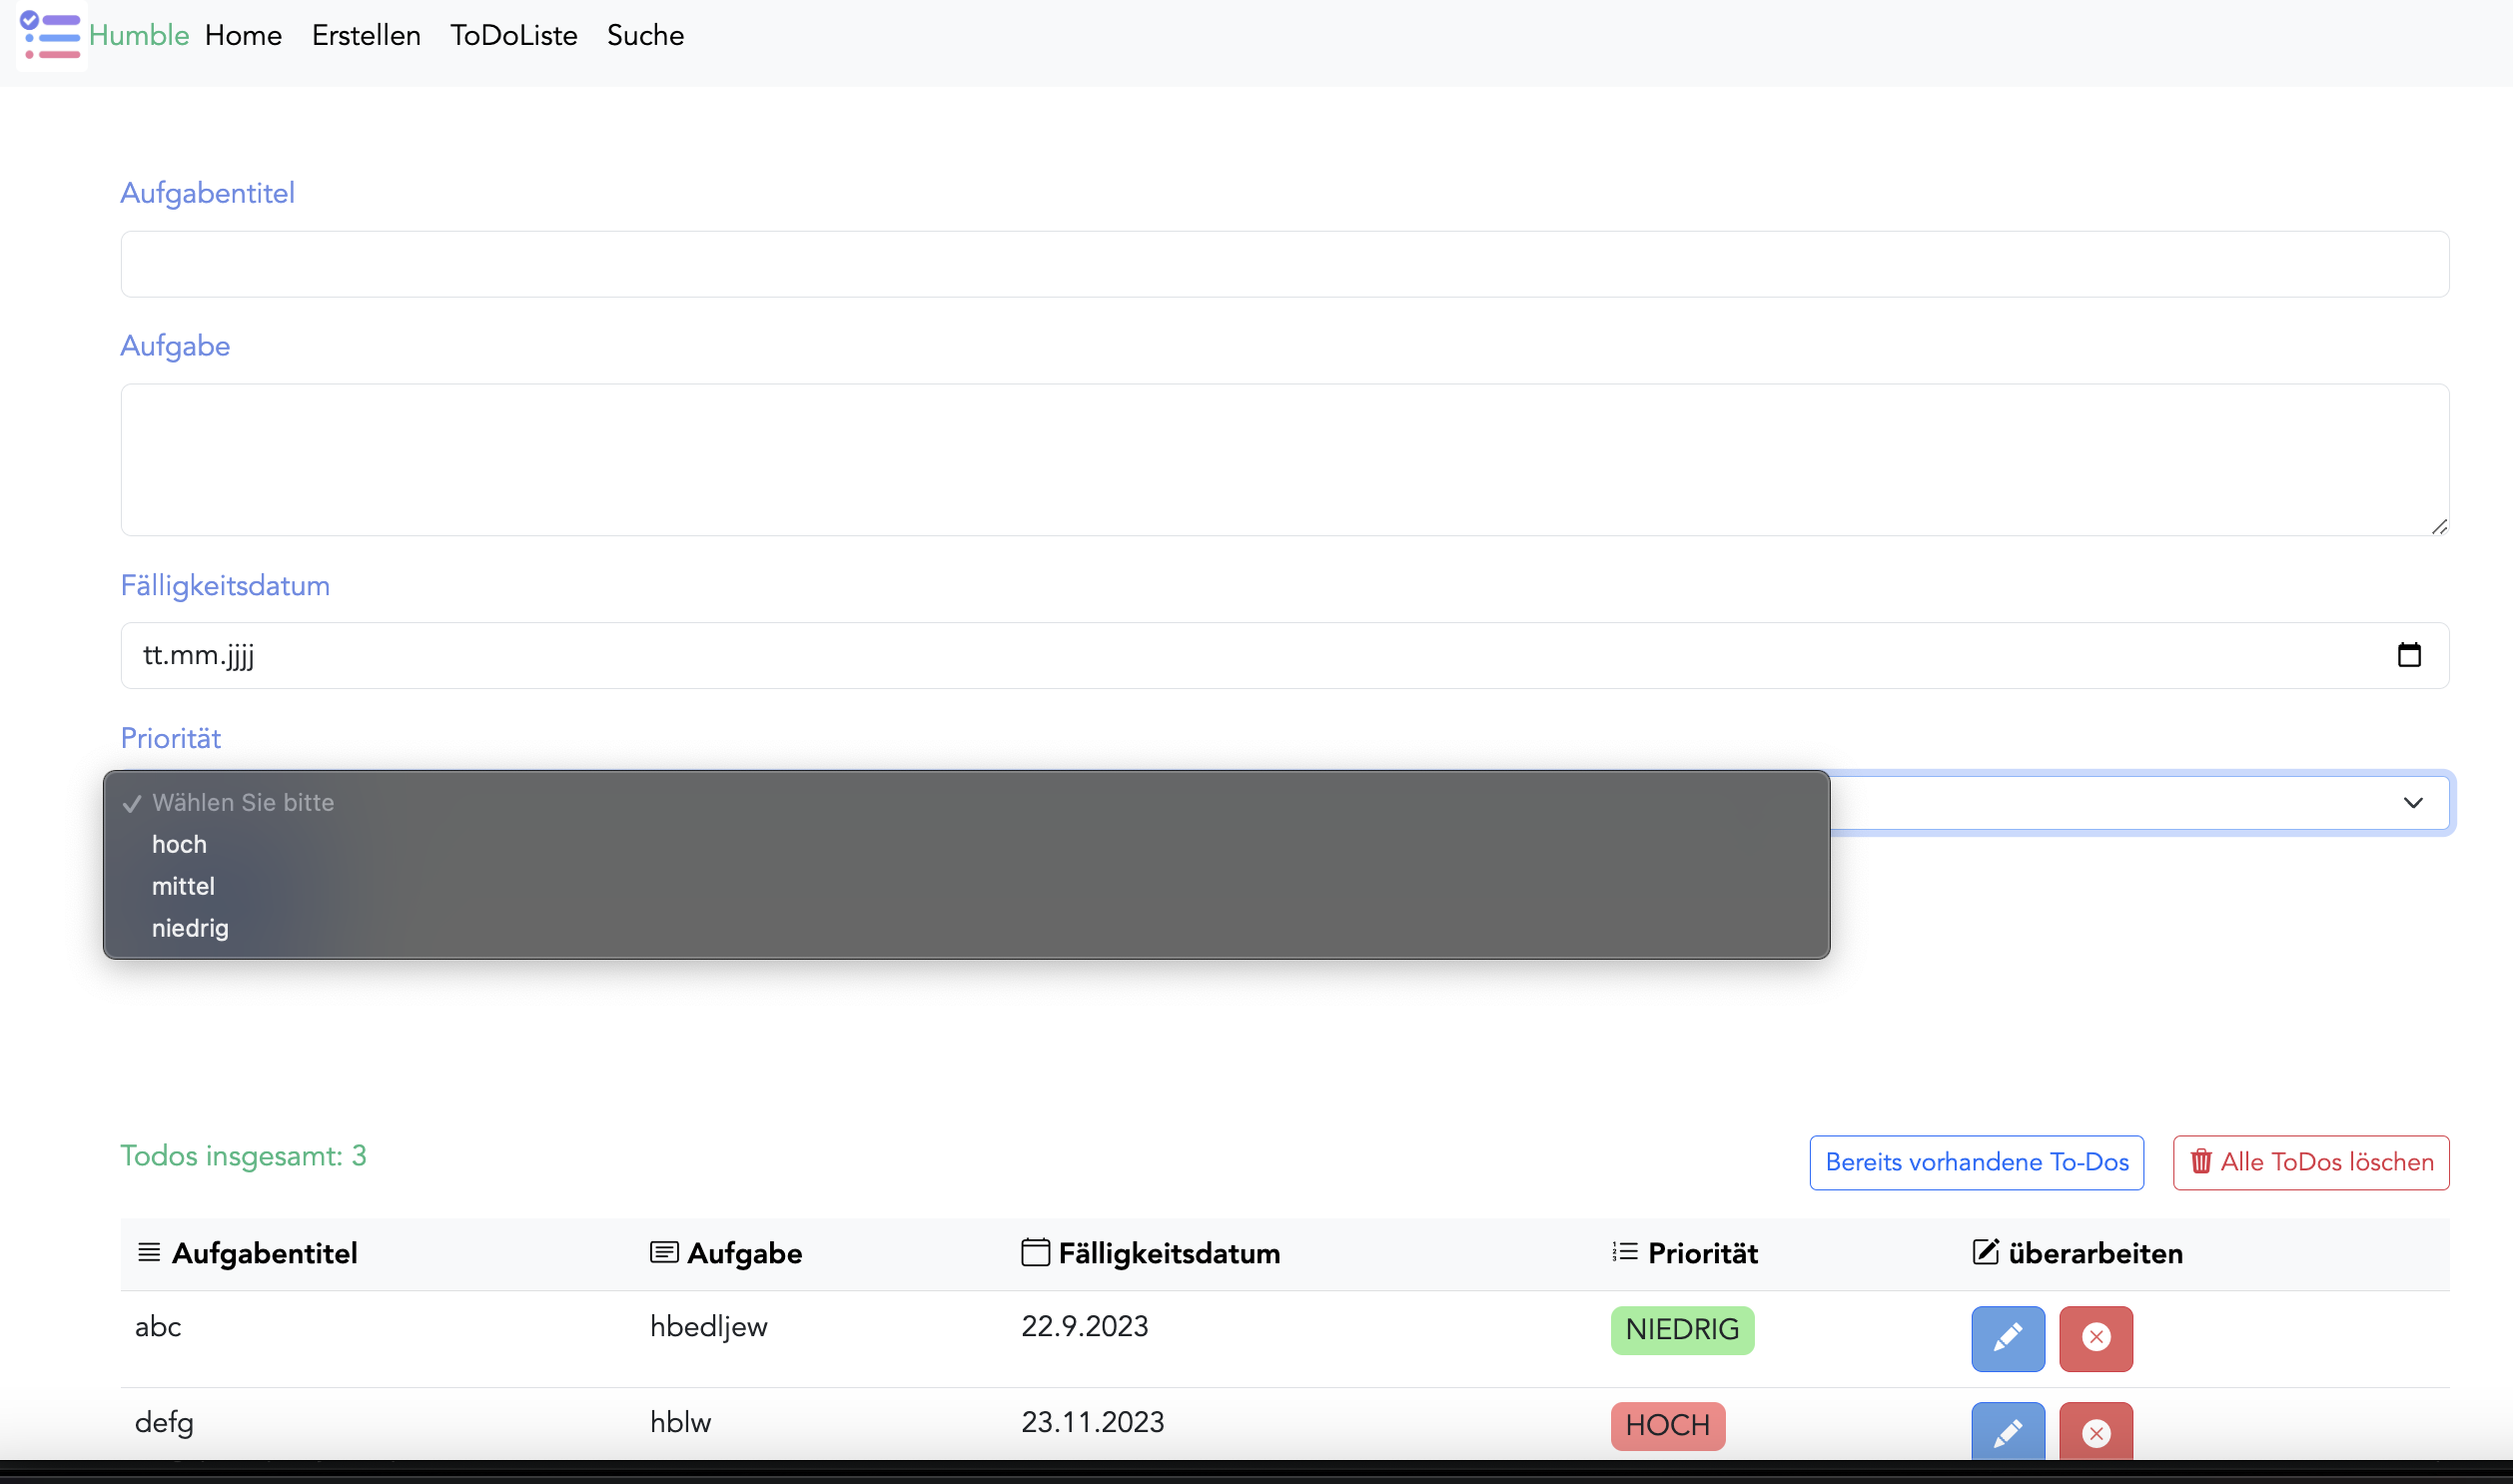 Humble Home Erstellen ToDoListe Suche
Aufgabentitel
Aufgabe
Fälligkeitsdatum
tt.mm.jjjj
Priorität
Wählen Sie bitte
hoch
mittel
niedrig
Todos insgesamt: 3 Bereits vorhandene To-Dos Alle ToDos löschen
Aufgabentitel Aufgabe Fälligkeitsdatum Priorität überarbeiten
abc hbedljew 22.9.2023 NIEDRIG
defg hblw 23.11.2023 HOCH